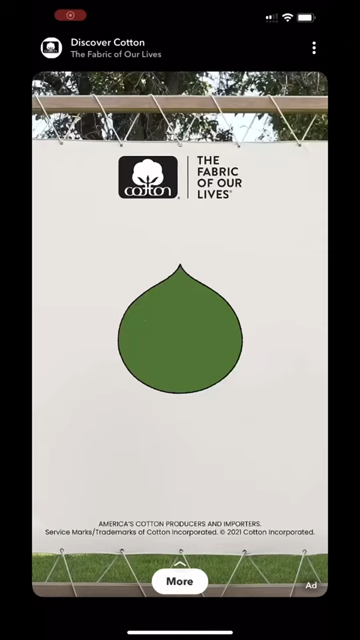 Discover Cotton
The Fabric of Our Lives
cotton
THE
FABRIC
OF OUR
LIVES
AMERICA'S COTTON PRODUCERS AND IMPORTERS.
Service Marks/Trademarks of Cotton Incorporated. © 2021 Cotton Incorporated.
More
Ad